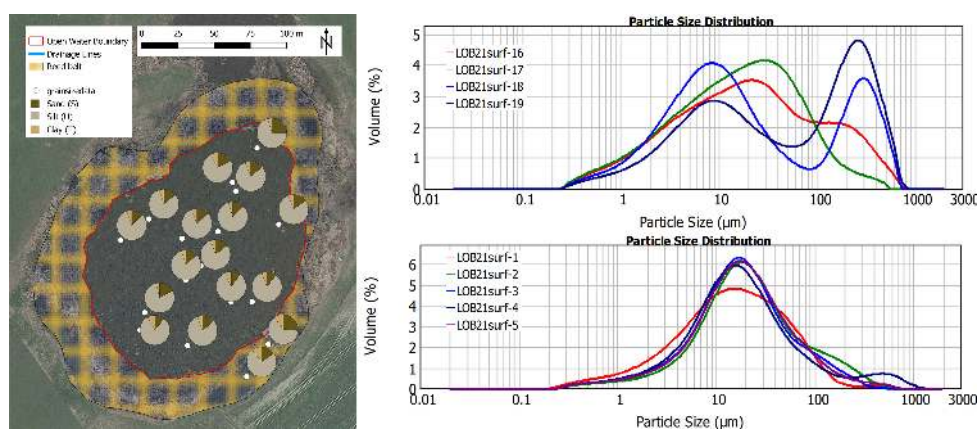 Open Water Boundary
Drainage Lines
Reed belt
grainsizedata
Sand (S)
Silt (U)
Clay (T)
0 25 50 75 100 m
N
Particle Size Distribution
LOB21surf-16
LOB21surf-17
LOB21surf-18
LOB21surf-19
Volume (%)
5
4
3
2
1
0
0.01 0.1 1 10 100 1000 3000
Particle Size (µm)
Particle Size Distribution
LOB21surf-1
LOB21surf-2
LOB21surf-3
LOB21surf-4
LOB21surf-5
Volume (%)
6
5
4
3
2
1
0
0.01 0.1 1 10 100 1000 3000
Particle Size (µm)